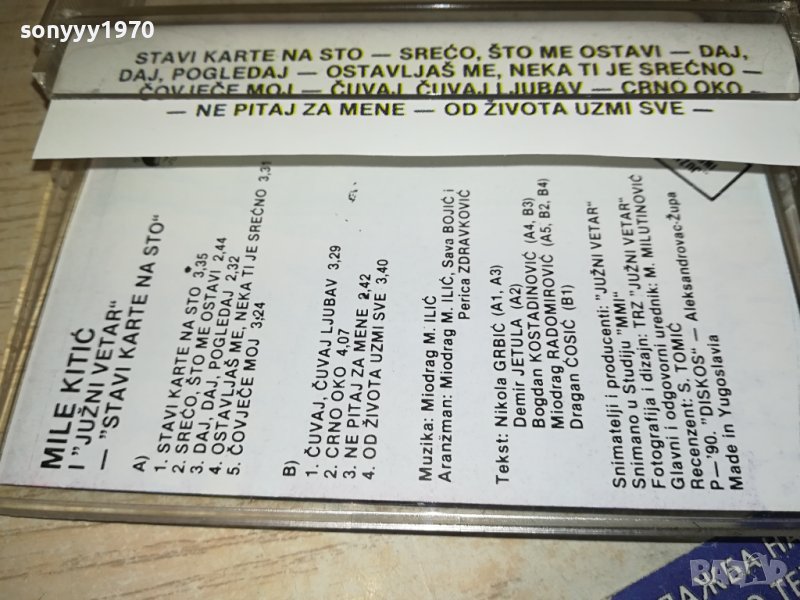 sonyyy1970
STAVI KARTE NA STO — SREĆO, ŠTO ME OSTAVI — DAJ,
DAJ, POGLEDAJ — OSTAVLJAŠ ME, NEKA TI JE SREĆNO —
ČOVJEČE MOJ — ČUVAJ, ČUVAJ LJUBAV — CRNO OKO —
— NE PITAJ ZA MENE — OD ŽIVOTA UZMI SVE —
MILE KITIĆ
I "JUŽNI VETAR"
— "STAVI KARTE NA STO"
A)
1. STAVI KARTE NA STO 3,35
2. SREĆO, ŠTO ME OSTAVI 2,44
3. DAJ, DAJ, POGLEDAJ 2,32
4. OSTAVLJAŠ ME, NEKA TI JE SREĆNO 3,31
5. ČOVJEČE MOJ 3,24
B)
1. ČUVAJ, ČUVAJ LJUBAV 3,29
2. CRNO OKO 4,07
3. NE PITAJ ZA MENE 2,42
4. OD ŽIVOTA UZMI SVE 3,40
Muzika: Miodrag M. ILIĆ
Aranžman: Miodrag M. ILIĆ, Sava BOJIĆ i
Perica ZDRAVKOVIĆ
Tekst: Nikola GRBIĆ (A1, A3)
Demir JETULA (A2)
Bogdan KOSTADINOVIĆ (A4, B3)
Miodrag RADOMIROVIĆ (A5, B2, B4)
Dragan ĆOSIĆ (B1)
Snimatelji i producenti: "JUŽNI VETAR"
Snimano u Studiju "MMI"
Fotografija i dizajn: TRZ "JUŽNI VETAR"
Glavni i odgovorni urednik: M. MILUTINOVIĆ
Recenzent: S. TOMIĆ
P — '90. "DISKOS" — Aleksandrovac-Župa
Made in Yugoslavia